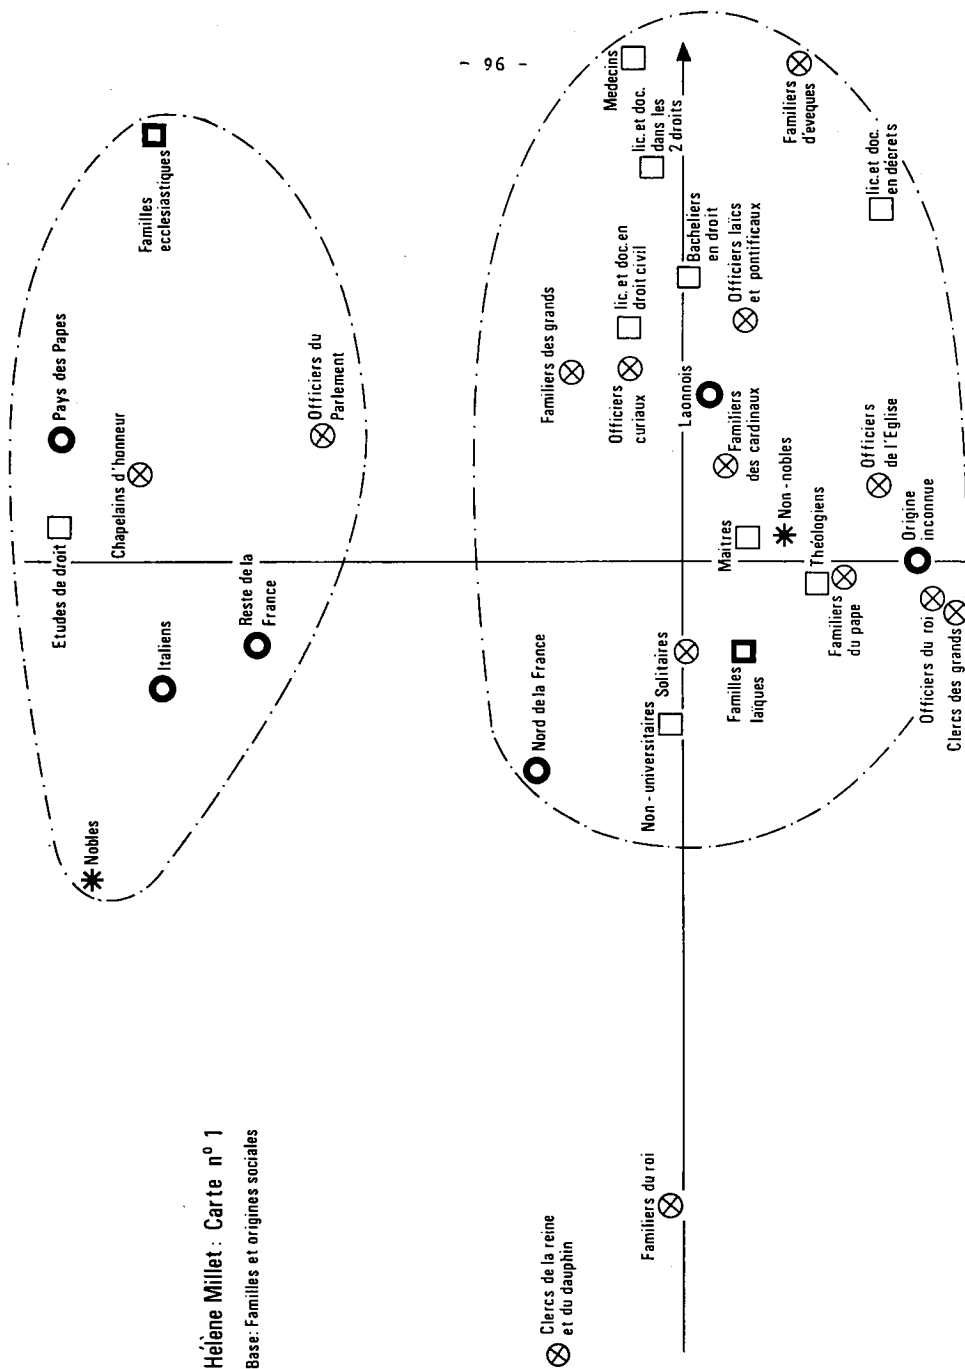 - 96 -
Hélène Millet: Carte nº 1
Base: Familles et origines sociales
Nobles
Etudes de droit
Pays des Papes
Chapelains d'honneur
Familles
ecclesiastiques
Italiens
Reste de la
France
Officiers du
Parlement
Clercs de la reine
et du dauphin
Familiers du roi
Nord de la France
Non-universitaires
Solitaires
Familles
laïques
Familiers des grands
Officiers
curiaux
lic. et doc. en
droit civil
Medecins
lic. et doc.
dans les
2 droits
Bacheliers
en droit
Laonnois
Officiers laïcs
et pontificaux
Familiers
d'eveques
Familiers
des cardinaux
Maitres
Non-nobles
Théologiens
Familiers
du pape
lic. et doc.
en décrets
Officiers
de l'Eglise
Origine
inconnue
Officiers du roi
Clercs des grands